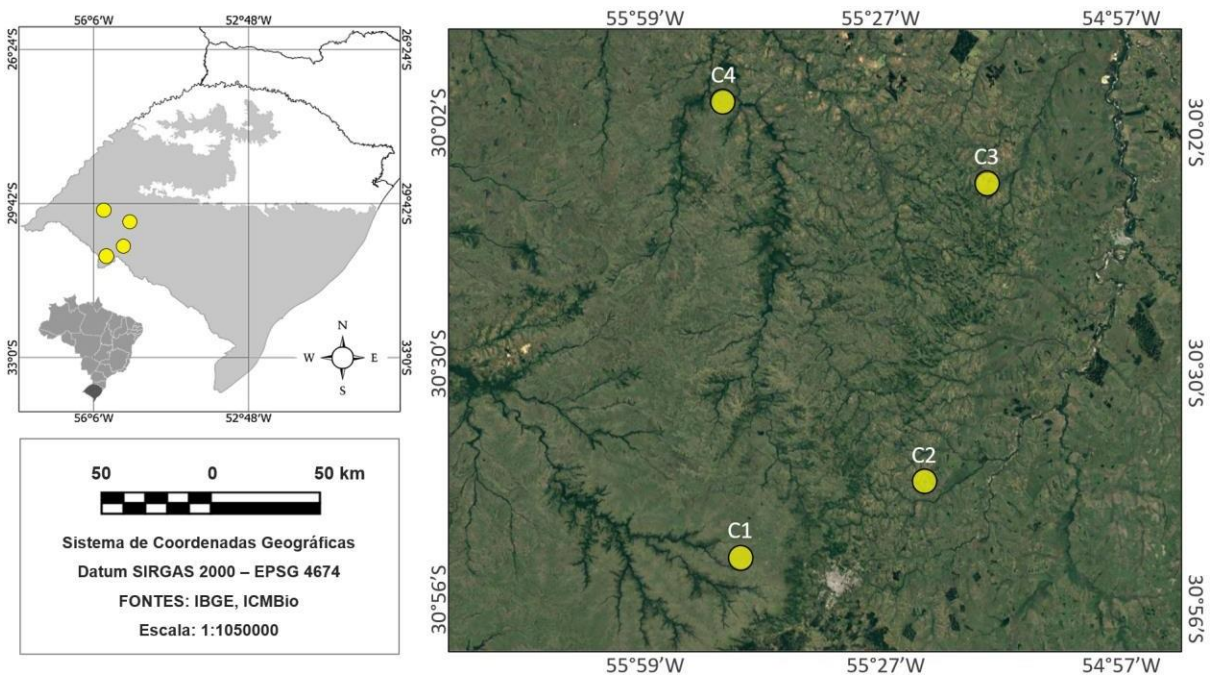 56°6'W 52°48'W
26°24'S 26°24'S
29°42'S 29°42'S
33°0'S 33°0'S
N
W E
S
56°6'W 52°48'W
50 0 50 km
Sistema de Coordenadas Geográficas
Datum SIRGAS 2000 – EPSG 4674
FONTES: IBGE, ICMBio
Escala: 1:1050000
55°59'W 55°27'W 54°57'W
30°02'S 30°02'S
C4
C3
30°30'S 30°30'S
C2
C1
30°56'S 30°56'S
55°59'W 55°27'W 54°57'W